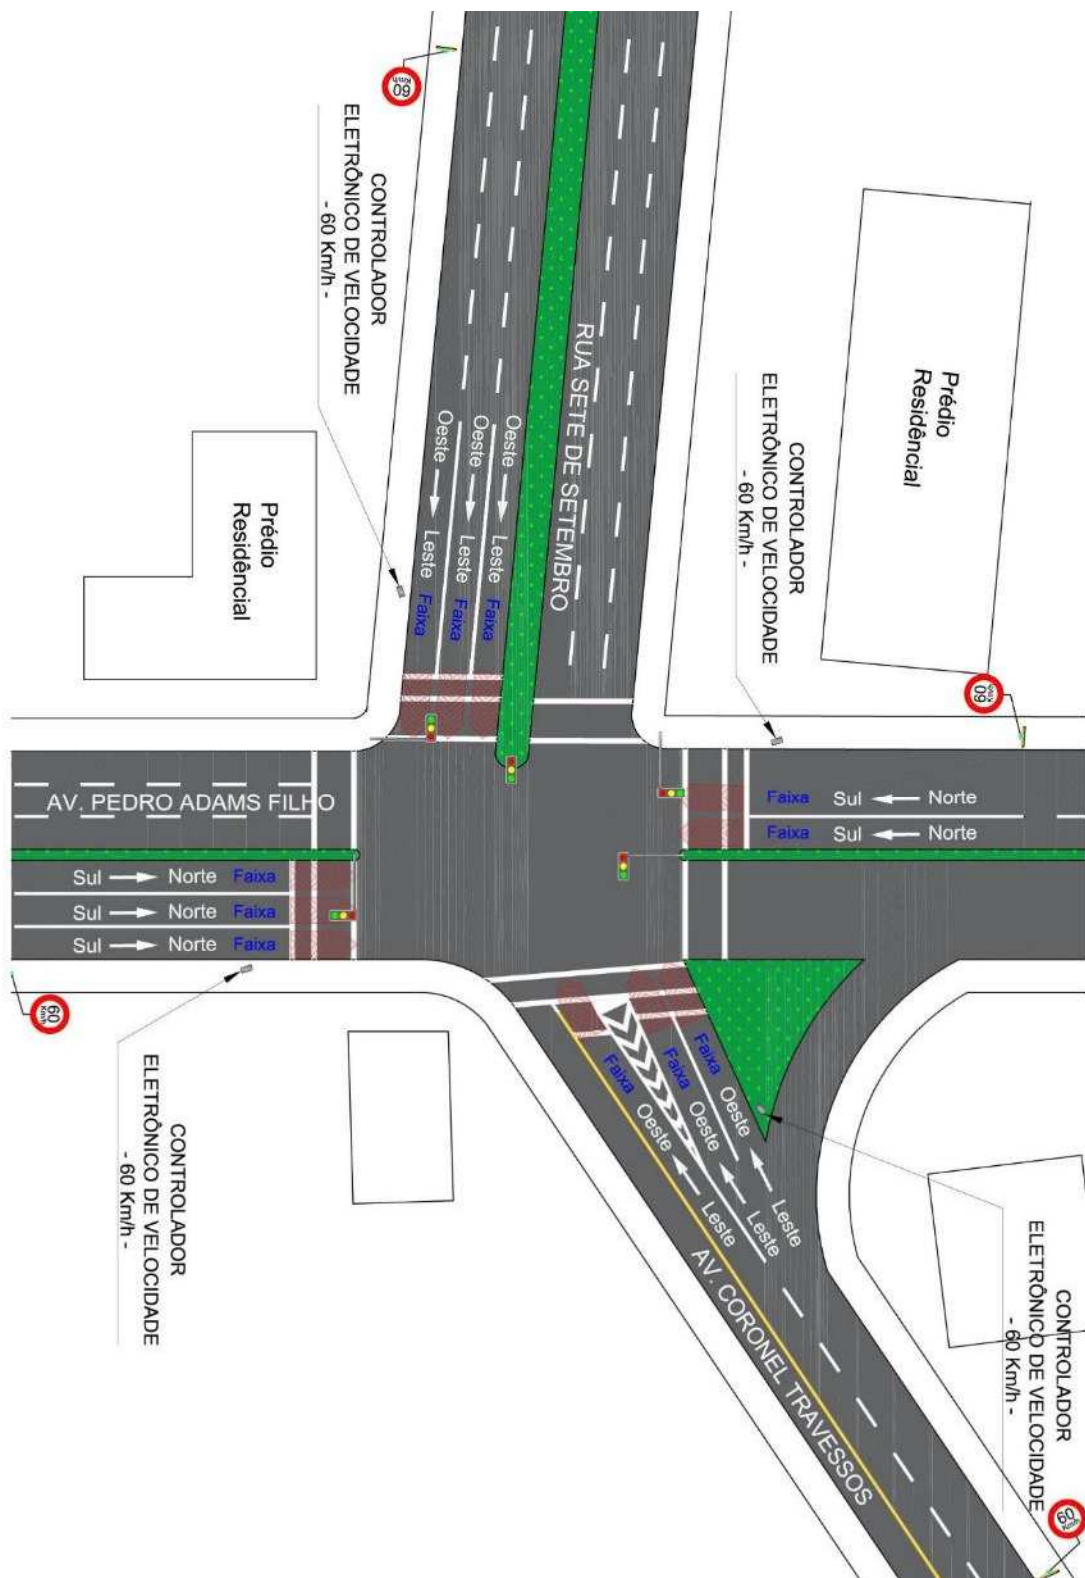 60
Km/h
CONTROLADOR
ELETRÔNICO DE VELOCIDADE
- 60 Km/h -
Prédio
Residêncial
RUA SETE DE SETEMBRO
Oeste Leste Faixa
Oeste Leste Faixa
Oeste Leste Faixa
Prédio
Residêncial
CONTROLADOR
ELETRÔNICO DE VELOCIDADE
- 60 Km/h -
60
Km/h
AV. PEDRO ADAMS FILHO
Faixa Sul Norte
Faixa Sul Norte
Sul Norte Faixa
Sul Norte Faixa
Sul Norte Faixa
60
Km/h
CONTROLADOR
ELETRÔNICO DE VELOCIDADE
- 60 Km/h -
Faixa Oeste Leste
Faixa Oeste Leste
Faixa Oeste Leste
AV. CORONEL TRAVESSOS
CONTROLADOR
ELETRÔNICO DE VELOCIDADE
- 60 Km/h -
60
Km/h